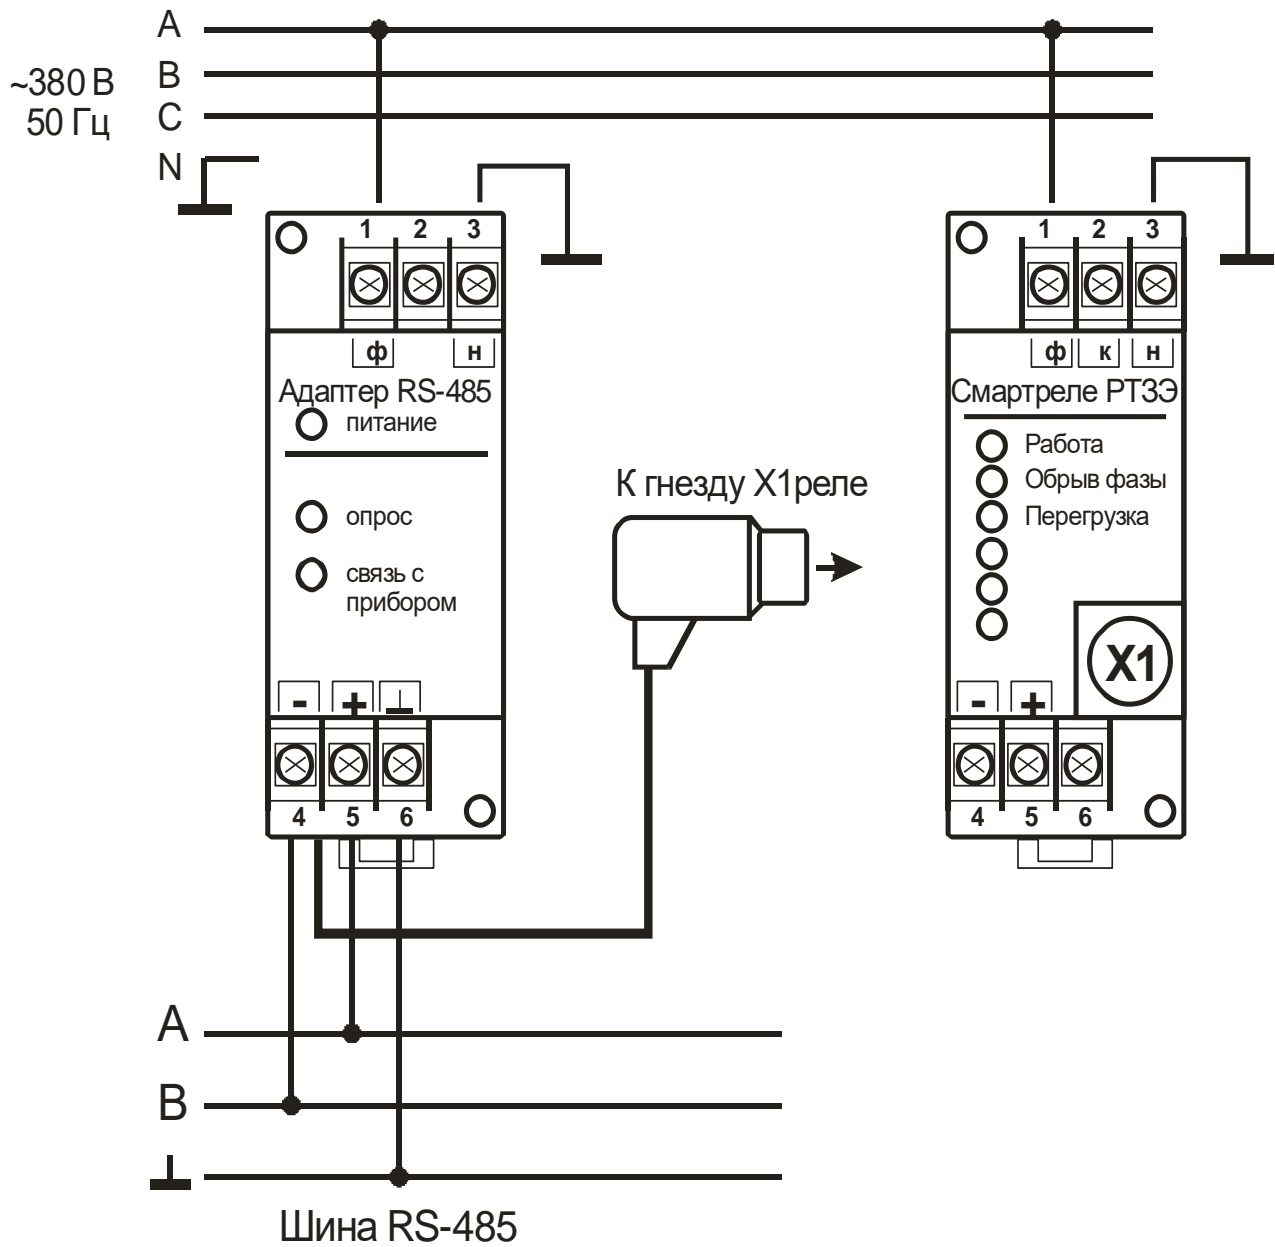 A
~380 В
B
50 Гц
C
N
1 2 3
ф н
Адаптер RS-485
питание
опрос
связь с
прибором
- + ⊥
4 5 6
К гнезду X1реле
1 2 3
ф к н
Смартреле РТЗЭ
Работа
Обрыв фазы
Перегрузка
X1
- +
4 5 6
A
B
⊥
Шина RS-485